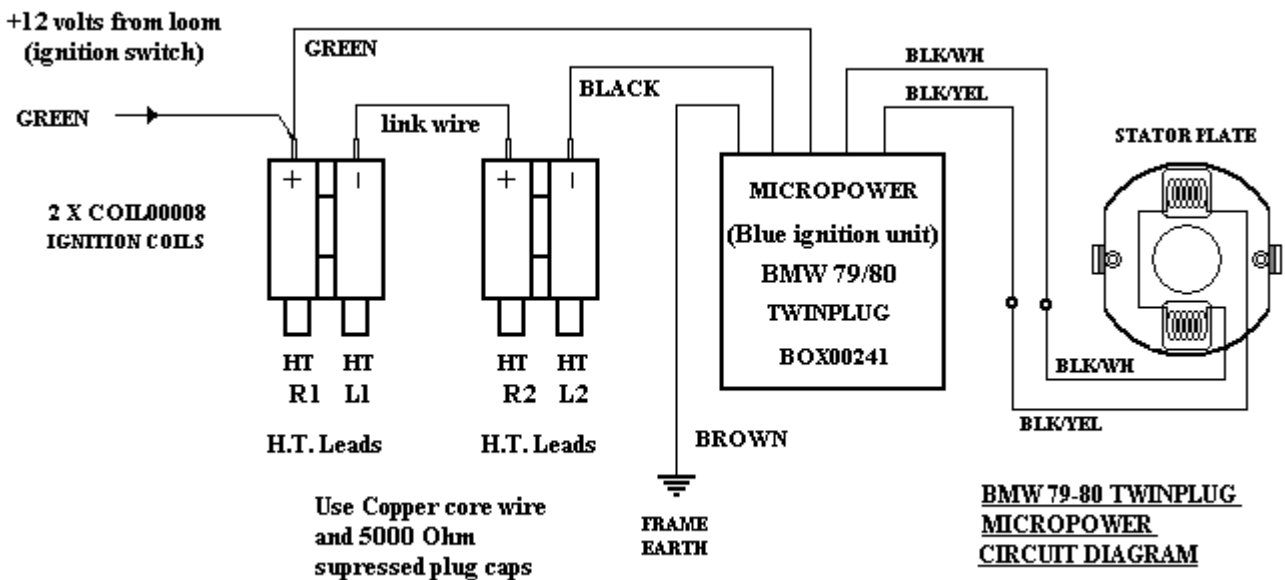 +12 volts from loom
(ignition switch)
GREEN
GREEN
BLACK
link wire
BLK/WH
BLK/YEL
STATOR PLATE
2 X COIL00008
IGNITION COILS
+
–
+
–
MICROPOWER
(Blue ignition unit)
BMW 79/80
TWINPLUG
BOX00241
HT
R1
HT
L1
HT
R2
HT
L2
H.T. Leads
H.T. Leads
BLK/WH
BLK/YEL
BROWN
FRAME
EARTH
Use Copper core wire
and 5000 Ohm
supressed plug caps
BMW 79-80 TWINPLUG
MICROPOWER
CIRCUIT DIAGRAM